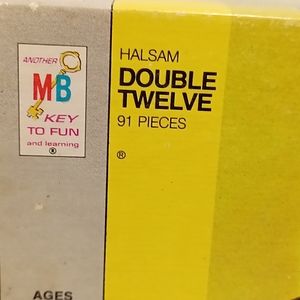 ANOTHER
MB
KEY
TO FUN
and learning
®
HALSAM
DOUBLE
TWELVE
91 PIECES
®
AGES